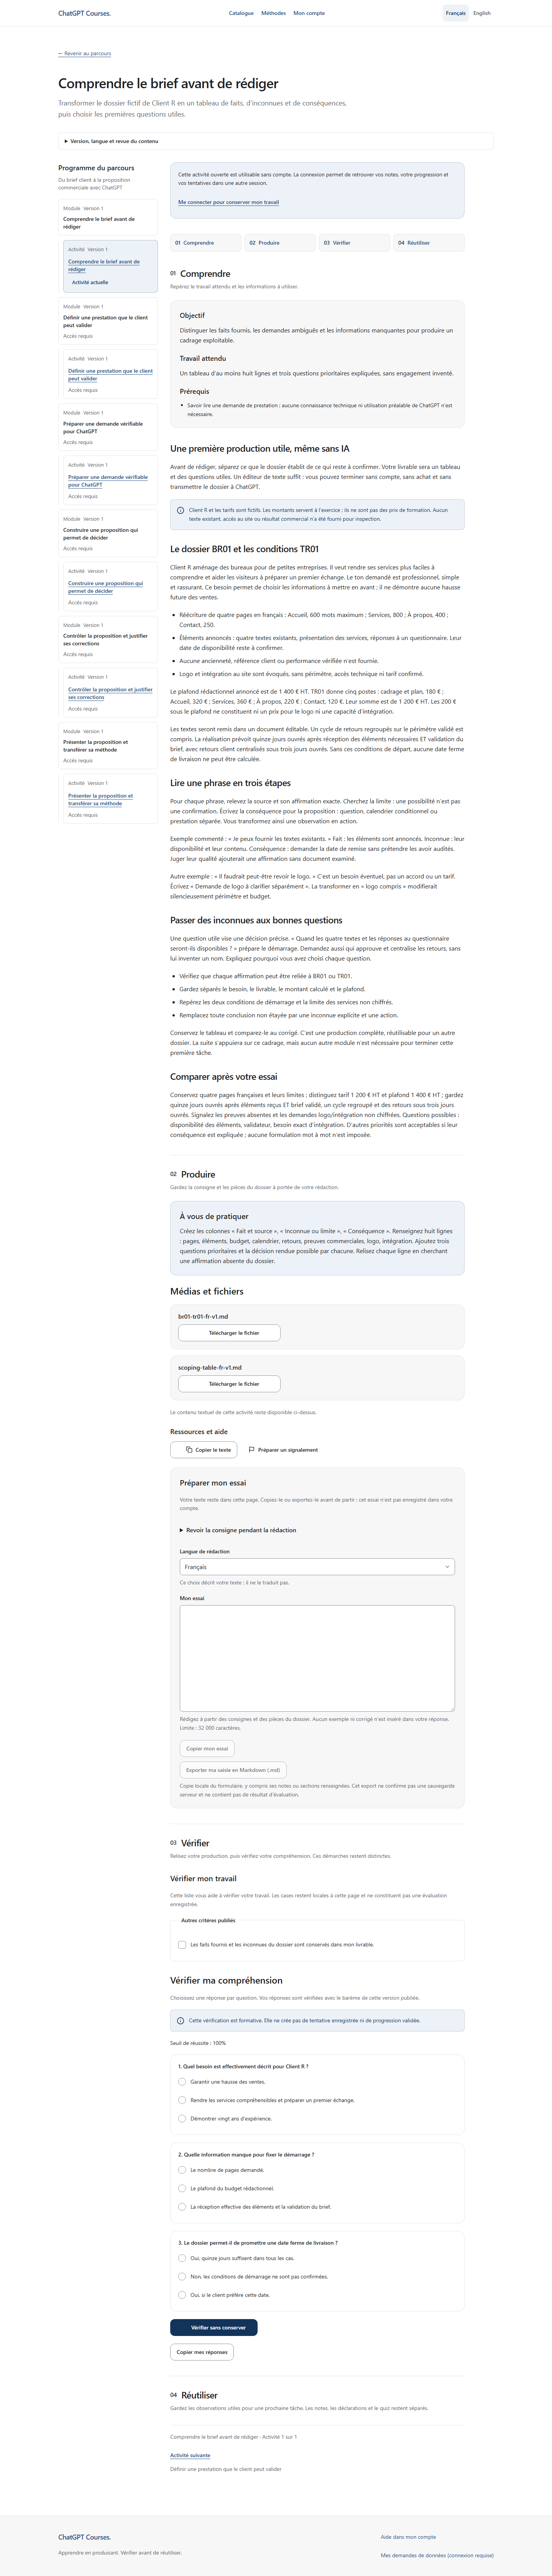 ChatGPT Courses.
Catalogue Méthodes Mon compte
Français English
← Revenir au parcours
Comprendre le brief avant de rédiger
Transformer le dossier fictif de Client R en un tableau de faits, d'inconnues et de conséquences,
puis choisir les premières questions utiles.
Version, langue et revue du contenu
Programme du parcours
Du brief client à la proposition
commerciale avec ChatGPT
Module Version 1
Comprendre le brief avant de
rédiger
Activité Version 1
Comprendre le brief avant de
rédiger
Activité actuelle
Module Version 1
Définir une prestation que le client
peut valider
Accès requis
Activité Version 1
Définir une prestation que le client
peut valider
Accès requis
Module Version 1
Préparer une demande vérifiable
pour ChatGPT
Accès requis
Activité Version 1
Préparer une demande vérifiable
pour ChatGPT
Accès requis
Module Version 1
Construire une proposition qui
permet de décider
Accès requis
Activité Version 1
Construire une proposition qui
permet de décider
Accès requis
Module Version 1
Contrôler la proposition et justifier
ses corrections
Accès requis
Activité Version 1
Contrôler la proposition et justifier
ses corrections
Accès requis
Module Version 1
Présenter la proposition et
transférer sa méthode
Accès requis
Activité Version 1
Présenter la proposition et
transférer sa méthode
Accès requis
Cette activité ouverte est utilisable sans compte. La connexion permet de retrouver vos notes, votre progression et
vos tentatives dans une autre session.
Me connecter pour conserver mon travail
01 Comprendre
02 Produire
03 Vérifier
04 Réutiliser
01 Comprendre
Repérez le travail attendu et les informations à utiliser.
Objectif
Distinguer les faits fournis, les demandes ambiguës et les informations manquantes pour produire un
cadrage exploitable.
Travail attendu
Un tableau d'au moins huit lignes et trois questions prioritaires expliquées, sans engagement inventé.
Prérequis
• Savoir lire une demande de prestation ; aucune connaissance technique ni utilisation préalable de ChatGPT n'est
nécessaire.
Une première production utile, même sans IA
Avant de rédiger, séparez ce que le dossier établit de ce qui reste à confirmer. Votre livrable sera un tableau
et des questions utiles. Un éditeur de texte suffit : vous pouvez terminer sans compte, sans achat et sans
transmettre le dossier à ChatGPT.
Client R et les tarifs sont fictifs. Les montants servent à l'exercice ; ils ne sont pas des prix de formation. Aucun
texte existant, accès au site ou résultat commercial n'a été fourni pour inspection.
Le dossier BR01 et les conditions TR01
Client R aménage des bureaux pour de petites entreprises. Il veut rendre ses services plus faciles à
comprendre et aider les visiteurs à préparer un premier échange. Le ton demandé est professionnel, simple
et rassurant. Ce besoin permet de choisir les informations à mettre en avant ; il ne démontre aucune hausse
future des ventes.
• Réécriture de quatre pages en français : Accueil, 600 mots maximum ; Services, 800 ; À propos, 400 ;
Contact, 250.
• Éléments annoncés : quatre textes existants, présentation des services, réponses à un questionnaire. Leur
date de disponibilité reste à confirmer.
• Aucune ancienneté, référence client ou performance vérifiée n'est fournie.
• Logo et intégration au site sont évoqués, sans périmètre, accès technique ni tarif confirmé.
Le plafond rédactionnel annoncé est de 1 400 € HT. TR01 donne cinq postes : cadrage et plan, 180 € ;
Accueil, 320 € ; Services, 360 € ; À propos, 220 € ; Contact, 120 €. Leur somme est de 1 200 € HT. Les 200 €
sous le plafond ne constituent ni un prix pour le logo ni une capacité d'intégration.
Les textes seront remis dans un document éditable. Un cycle de retours regroupés sur le périmètre validé est
compris. La réalisation prévoit quinze jours ouvrés après réception des éléments nécessaires ET validation du
brief, avec retours client centralisés sous trois jours ouvrés. Sans ces conditions de départ, aucune date ferme
de livraison ne peut être calculée.
Lire une phrase en trois étapes
Pour chaque phrase, relevez la source et son affirmation exacte. Cherchez la limite : une possibilité n'est pas
une confirmation. Écrivez la conséquence pour la proposition : question, calendrier conditionnel ou
prestation séparée. Vous transformez ainsi une observation en action.
Exemple commenté : « Je peux fournir les textes existants. » Fait : les éléments sont annoncés. Inconnue : leur
disponibilité et leur contenu. Conséquence : demander la date de remise sans prétendre les avoir audités.
Juger leur qualité ajouterait une affirmation sans document examiné.
Autre exemple : « Il faudrait peut-être revoir le logo. » C'est un besoin éventuel, pas un accord ou un tarif.
Écrivez « Demande de logo à clarifier séparément ». La transformer en « logo compris » modifierait
silencieusement périmètre et budget.
Passer des inconnues aux bonnes questions
Une question utile vise une décision précise. « Quand les quatre textes et les réponses au questionnaire
seront-ils disponibles ? » prépare le démarrage. Demandez aussi qui approuve et centralise les retours, sans
lui inventer un nom. Expliquez pourquoi vous avez choisi chaque question.
• Vérifiez que chaque affirmation peut être reliée à BR01 ou TR01.
• Gardez séparés le besoin, le livrable, le montant calculé et le plafond.
• Repérez les deux conditions de démarrage et la limite des services non chiffrés.
• Remplacez toute conclusion non étayée par une inconnue explicite et une action.
Conservez le tableau et comparez-le au corrigé. C'est une production complète, réutilisable pour un autre
dossier. La suite s'appuiera sur ce cadrage, mais aucun autre module n'est nécessaire pour terminer cette
première tâche.
Comparer après votre essai
Conservez quatre pages françaises et leurs limites ; distinguez tarif 1 200 € HT et plafond 1 400 € HT ; gardez
quinze jours ouvrés après éléments reçus ET brief validé, un cycle regroupé et des retours sous trois jours
ouvrés. Signalez les preuves absentes et les demandes logo/intégration non chiffrées. Questions possibles :
disponibilité des éléments, validateur, besoin exact d'intégration. D'autres priorités sont acceptables si leur
conséquence est expliquée ; aucune formulation mot à mot n'est imposée.
02 Produire
Gardez la consigne et les pièces du dossier à portée de votre rédaction.
À vous de pratiquer
Créez les colonnes « Fait et source », « Inconnue ou limite », « Conséquence ». Renseignez huit lignes
: pages, éléments, budget, calendrier, retours, preuves commerciales, logo, intégration. Ajoutez trois
questions prioritaires et la décision rendue possible par chacune. Relisez chaque ligne en cherchant
une affirmation absente du dossier.
Médias et fichiers
br01-tr01-fr-v1.md
Télécharger le fichier
scoping-table-fr-v1.md
Télécharger le fichier
Le contenu textuel de cette activité reste disponible ci-dessus.
Ressources et aide
Copier le texte
Préparer un signalement
Préparer mon essai
Votre texte reste dans cette page. Copiez-le ou exportez-le avant de partir : cet essai n'est pas enregistré dans votre
compte.
Revoir la consigne pendant la rédaction
Langue de rédaction
Français
Ce choix décrit votre texte ; il ne le traduit pas.
Mon essai
Rédigez à partir des consignes et des pièces du dossier. Aucun exemple ni corrigé n'est inséré dans votre réponse.
Limite : 32 000 caractères.
Copier mon essai
Exporter ma saisie en Markdown (.md)
Copie locale du formulaire, y compris ses notes ou sections renseignées. Cet export ne confirme pas une sauvegarde
serveur et ne contient pas de résultat d'évaluation.
03 Vérifier
Relisez votre production, puis vérifiez votre compréhension. Ces démarches restent distinctes.
Vérifier mon travail
Cette liste vous aide à vérifier votre travail. Les cases restent locales à cette page et ne constituent pas une évaluation
enregistrée.
Autres critères publiés
Les faits fournis et les inconnues du dossier sont conservés dans mon livrable.
Vérifier ma compréhension
Choisissez une réponse par question. Vos réponses sont vérifiées avec le barème de cette version publiée.
Cette vérification est formative. Elle ne crée pas de tentative enregistrée ni de progression validée.
Seuil de réussite : 100%
1. Quel besoin est effectivement décrit pour Client R ?
Garantir une hausse des ventes.
Rendre les services compréhensibles et préparer un premier échange.
Démontrer vingt ans d'expérience.
2. Quelle information manque pour fixer le démarrage ?
Le nombre de pages demandé.
Le plafond du budget rédactionnel.
La réception effective des éléments et la validation du brief.
3. Le dossier permet-il de promettre une date ferme de livraison ?
Oui, quinze jours suffisent dans tous les cas.
Non, les conditions de démarrage ne sont pas confirmées.
Oui, si le client préfère cette date.
Vérifier sans conserver
Copier mes réponses
04 Réutiliser
Gardez les observations utiles pour une prochaine tâche. Les notes, les déclarations et le quiz restent séparés.
Comprendre le brief avant de rédiger · Activité 1 sur 1
Activité suivante
Définir une prestation que le client peut valider
ChatGPT Courses.
Apprendre en produisant. Vérifier avant de réutiliser.
Aide dans mon compte
Mes demandes de données (connexion requise)